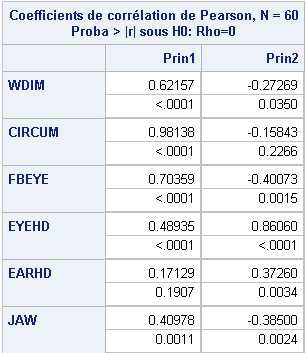 Coefficients de corrélation de Pearson, N = 60
Proba > |r| sous H0: Rho=0
Prin1 Prin2
WDIM 0.62157 -0.27269
<.0001 0.0350
CIRCUM 0.98138 -0.15843
<.0001 0.2266
FBEYE 0.70359 -0.40073
<.0001 0.0015
EYEHD 0.48935 0.86060
<.0001 <.0001
EARHD 0.17129 0.37260
0.1907 0.0034
JAW 0.40978 -0.38500
0.0011 0.0024